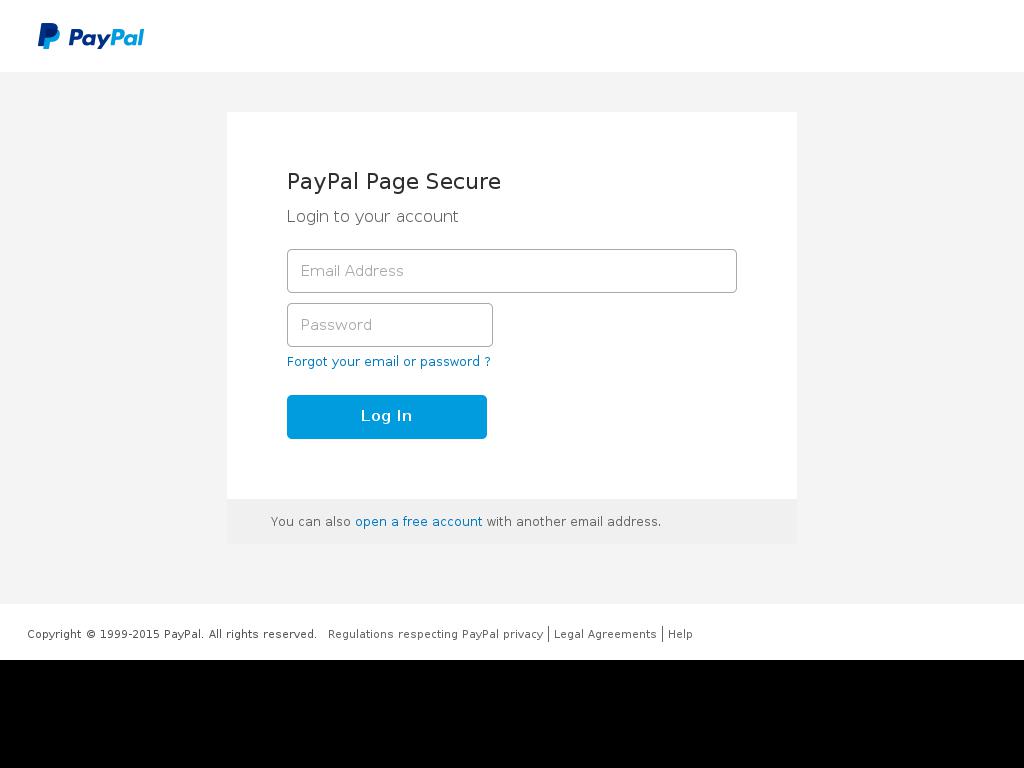 PayPal
PayPal Page Secure
Login to your account
Email Address
Password
Forgot your email or password ?
Log In
You can also open a free account with another email address.
Copyright © 1999-2015 PayPal. All rights reserved. Regulations respecting PayPal privacy | Legal Agreements | Help